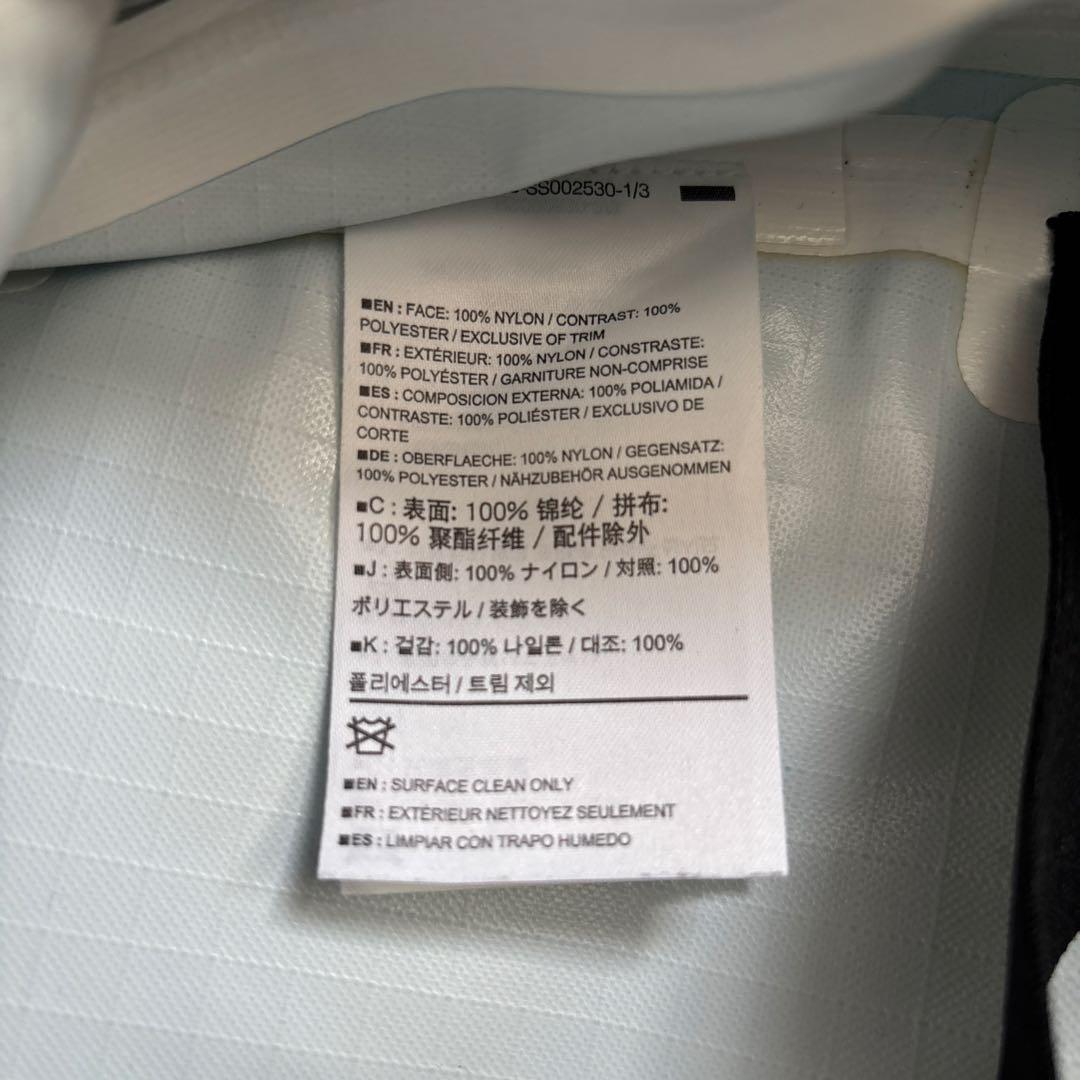 SS002530-1/3
EN : FACE: 100% NYLON / CONTRAST: 100%
POLYESTER / EXCLUSIVE OF TRIM
FR : EXTÉRIEUR: 100% NYLON / CONSTRASTE:
100% POLYÉSTER / GARNITURE NON-COMPRISE
ES : COMPOSICION EXTERNA: 100% POLIAMIDA /
CONTRASTE: 100% POLIÉSTER / EXCLUSIVO DE
CORTE
DE : OBERFLAECHE: 100% NYLON / GEGENSATZ:
100% POLYESTER / NÄHZUBEHÖR AUSGENOMMEN
C : 表面: 100% 锦纶 / 拼布:
100% 聚酯纤维 / 配件除外
J : 表面側: 100% ナイロン / 対照: 100%
ポリエステル / 装飾を除く
K : 겉감: 100% 나일론 / 대조: 100%
폴리에스터 / 트림 제외
EN : SURFACE CLEAN ONLY
FR : EXTÉRIEUR NETTOYEZ SEULEMENT
ES : LIMPIAR CON TRAPO HUMEDO